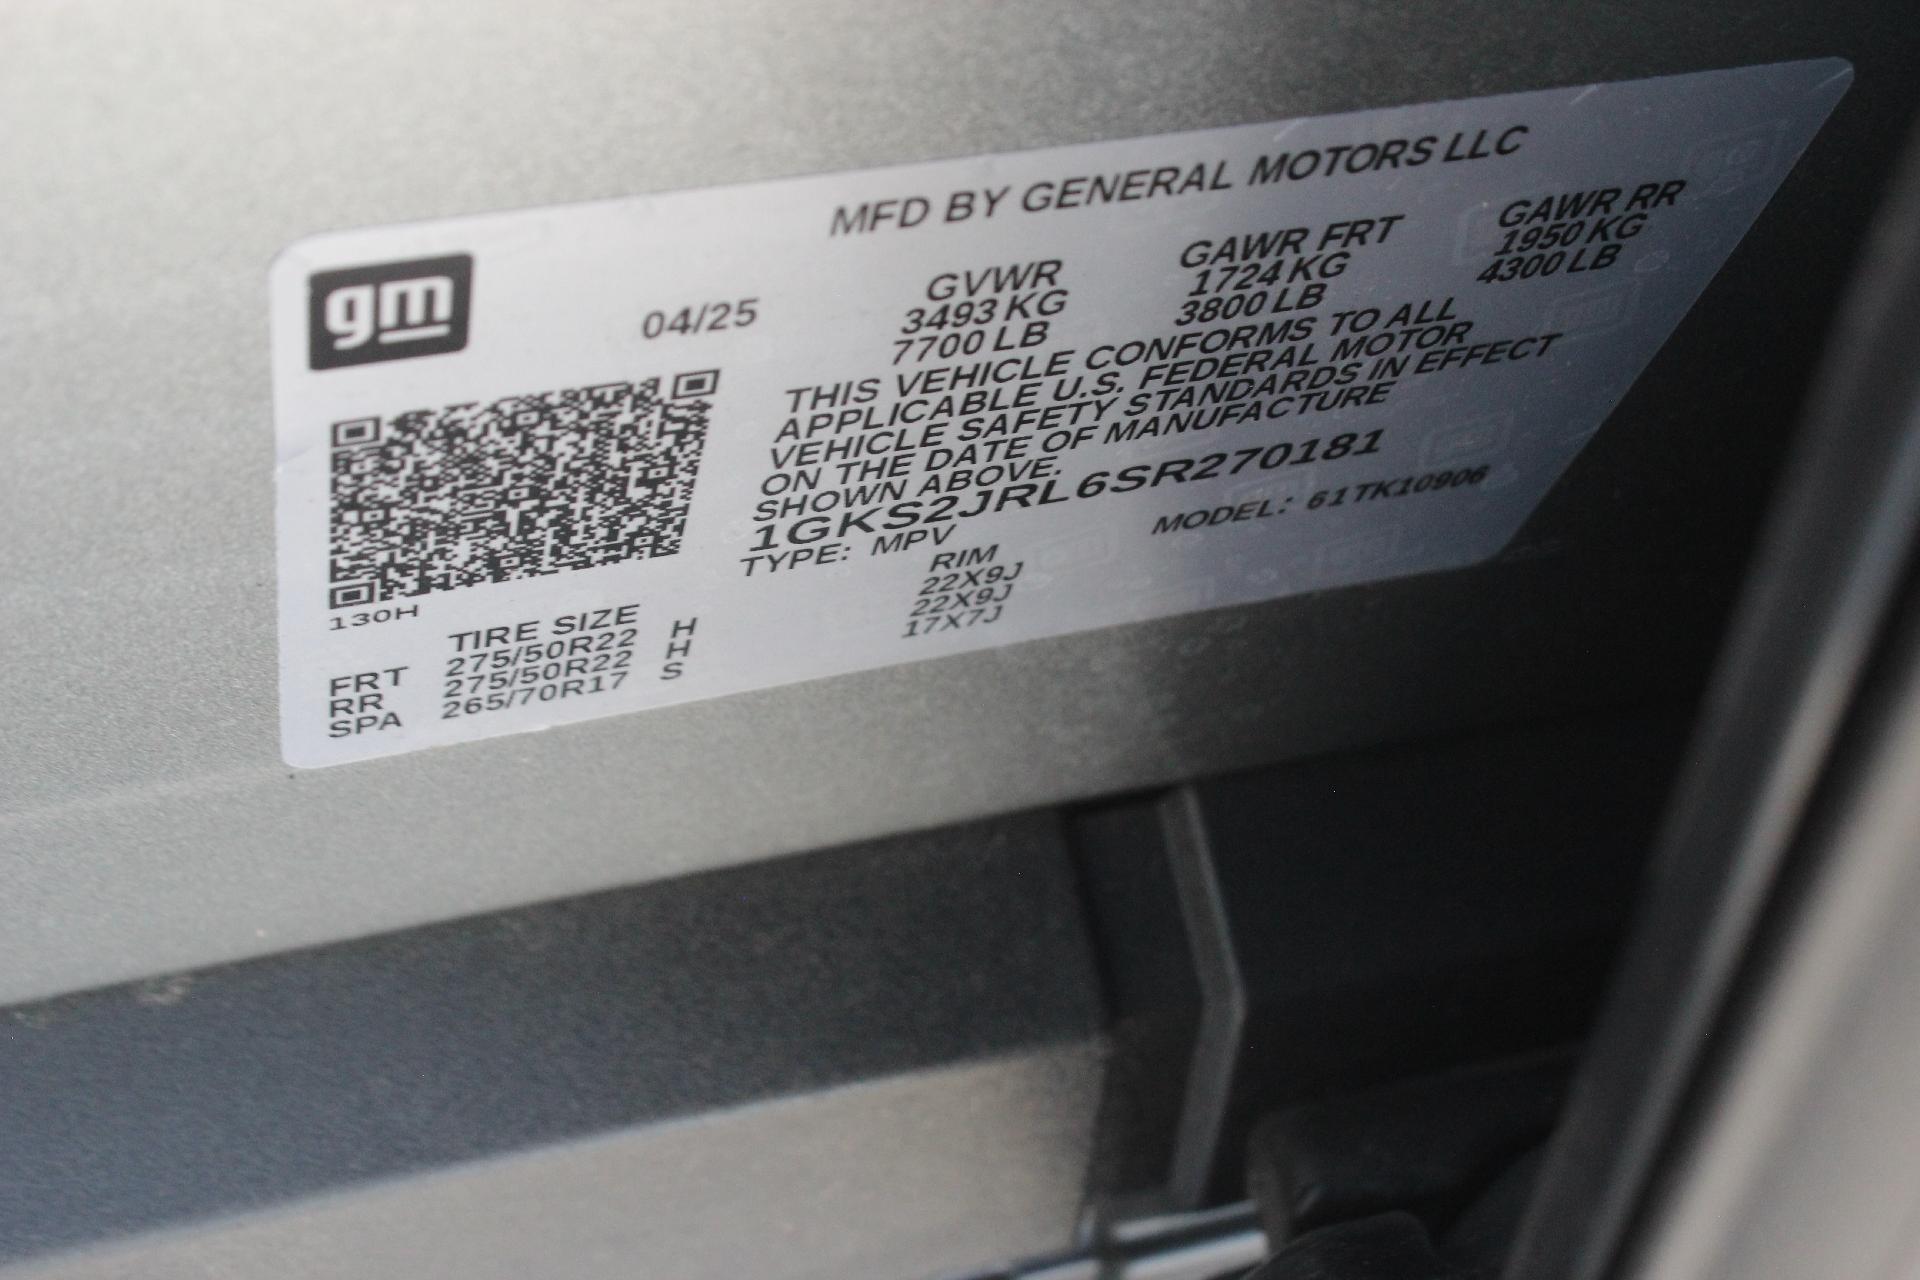 MFD BY GENERAL MOTORS LLC
gm
04/25
GVWR GAWR FRT GAWR RR
3493 KG 1724 KG 1950 KG
7700 LB 3800 LB 4300 LB
THIS VEHICLE CONFORMS TO ALL
APPLICABLE U.S. FEDERAL MOTOR
VEHICLE SAFETY STANDARDS IN EFFECT
ON THE DATE OF MANUFACTURE
SHOWN ABOVE.
1GKS2JRL6SR270181
TYPE: MPV MODEL: 61TK10906
130H
TIRE SIZE RIM
FRT 275/50R22 H 22X9J
RR 275/50R22 H 22X9J
SPA 265/70R17 S 17X7J